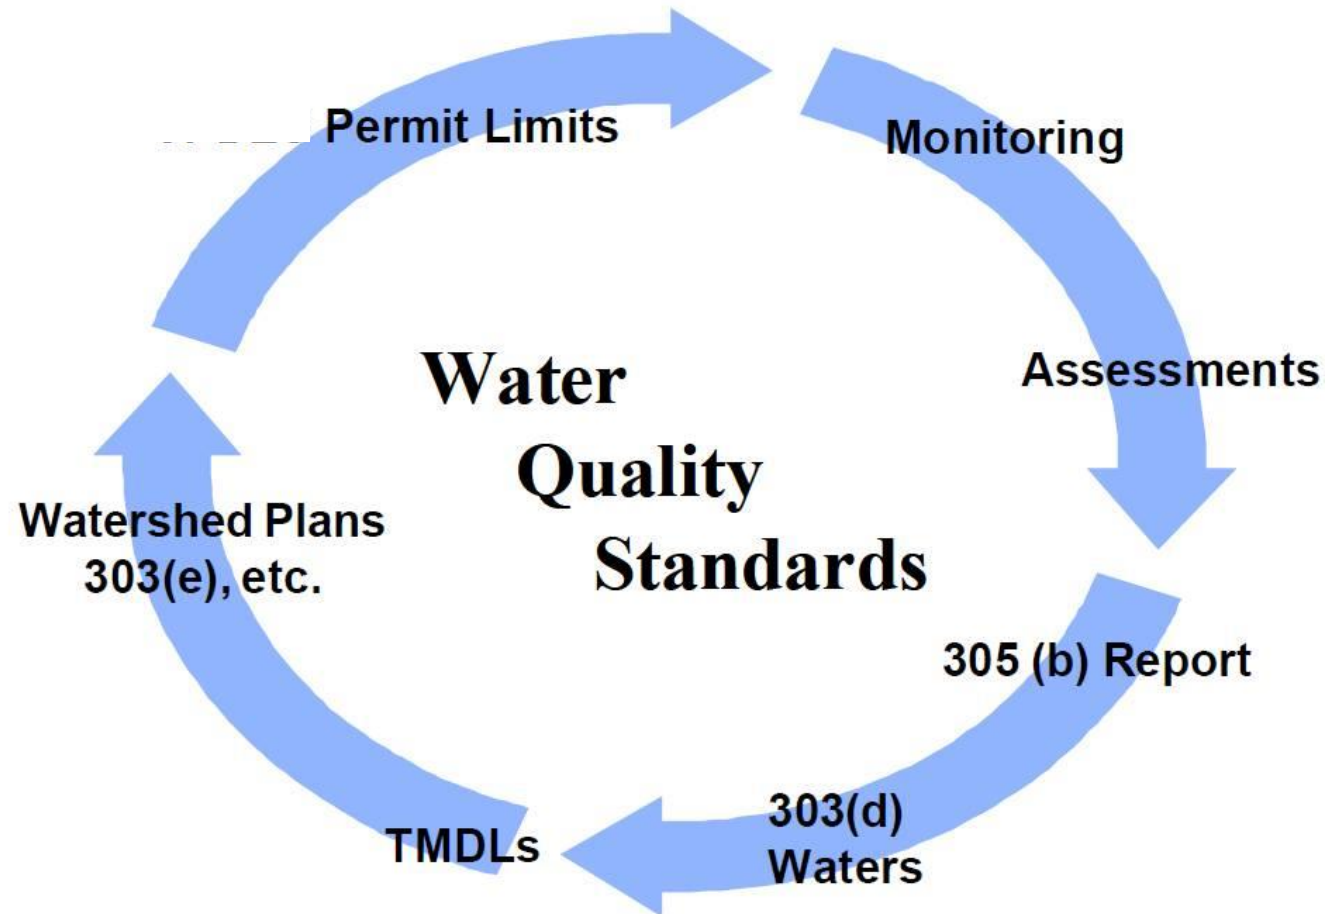 Permit Limits
Monitoring
Assessments
Water
Quality
Standards
Watershed Plans
303(e), etc.
305 (b) Report
303(d)
Waters
TMDLs